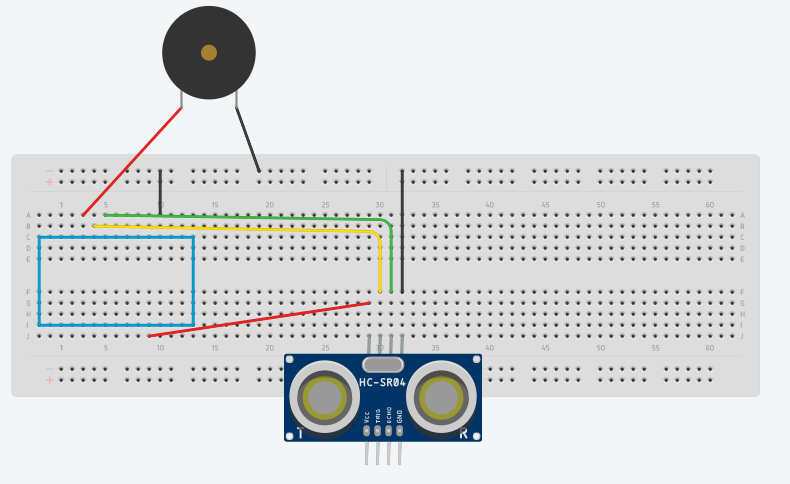 − −
+ +
1 5 10 15 20 25 30 35 40 45 50 55 60
A A
B B
C C
D D
E E
F F
G G
H H
I I
J J
1 5 10 15 20 25 30 35 40 45 50 55 60
− −
+ +
HC-SR04
Vcc TRIG ECHO GND
T R